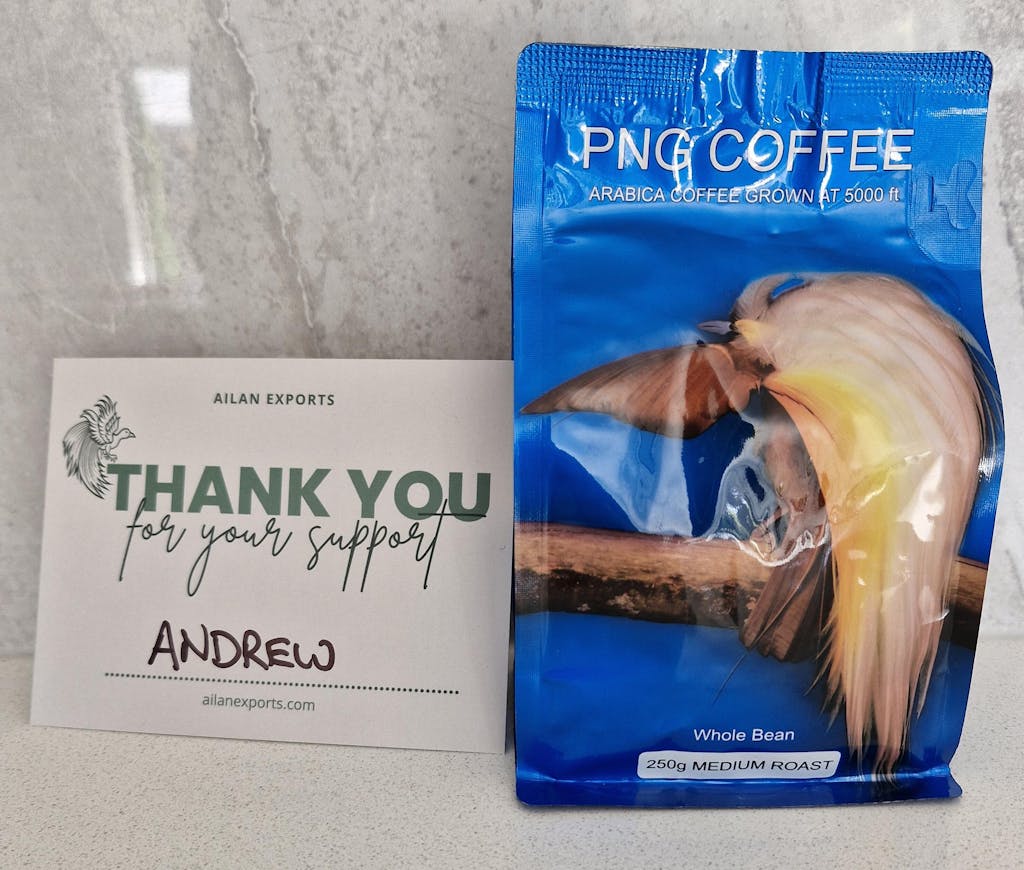 AILAN EXPORTS
THANK YOU
for your support
ANDREW
ailanexports.com
PNG COFFEE
ARABICA COFFEE GROWN AT 5000 ft
Whole Bean
250g MEDIUM ROAST